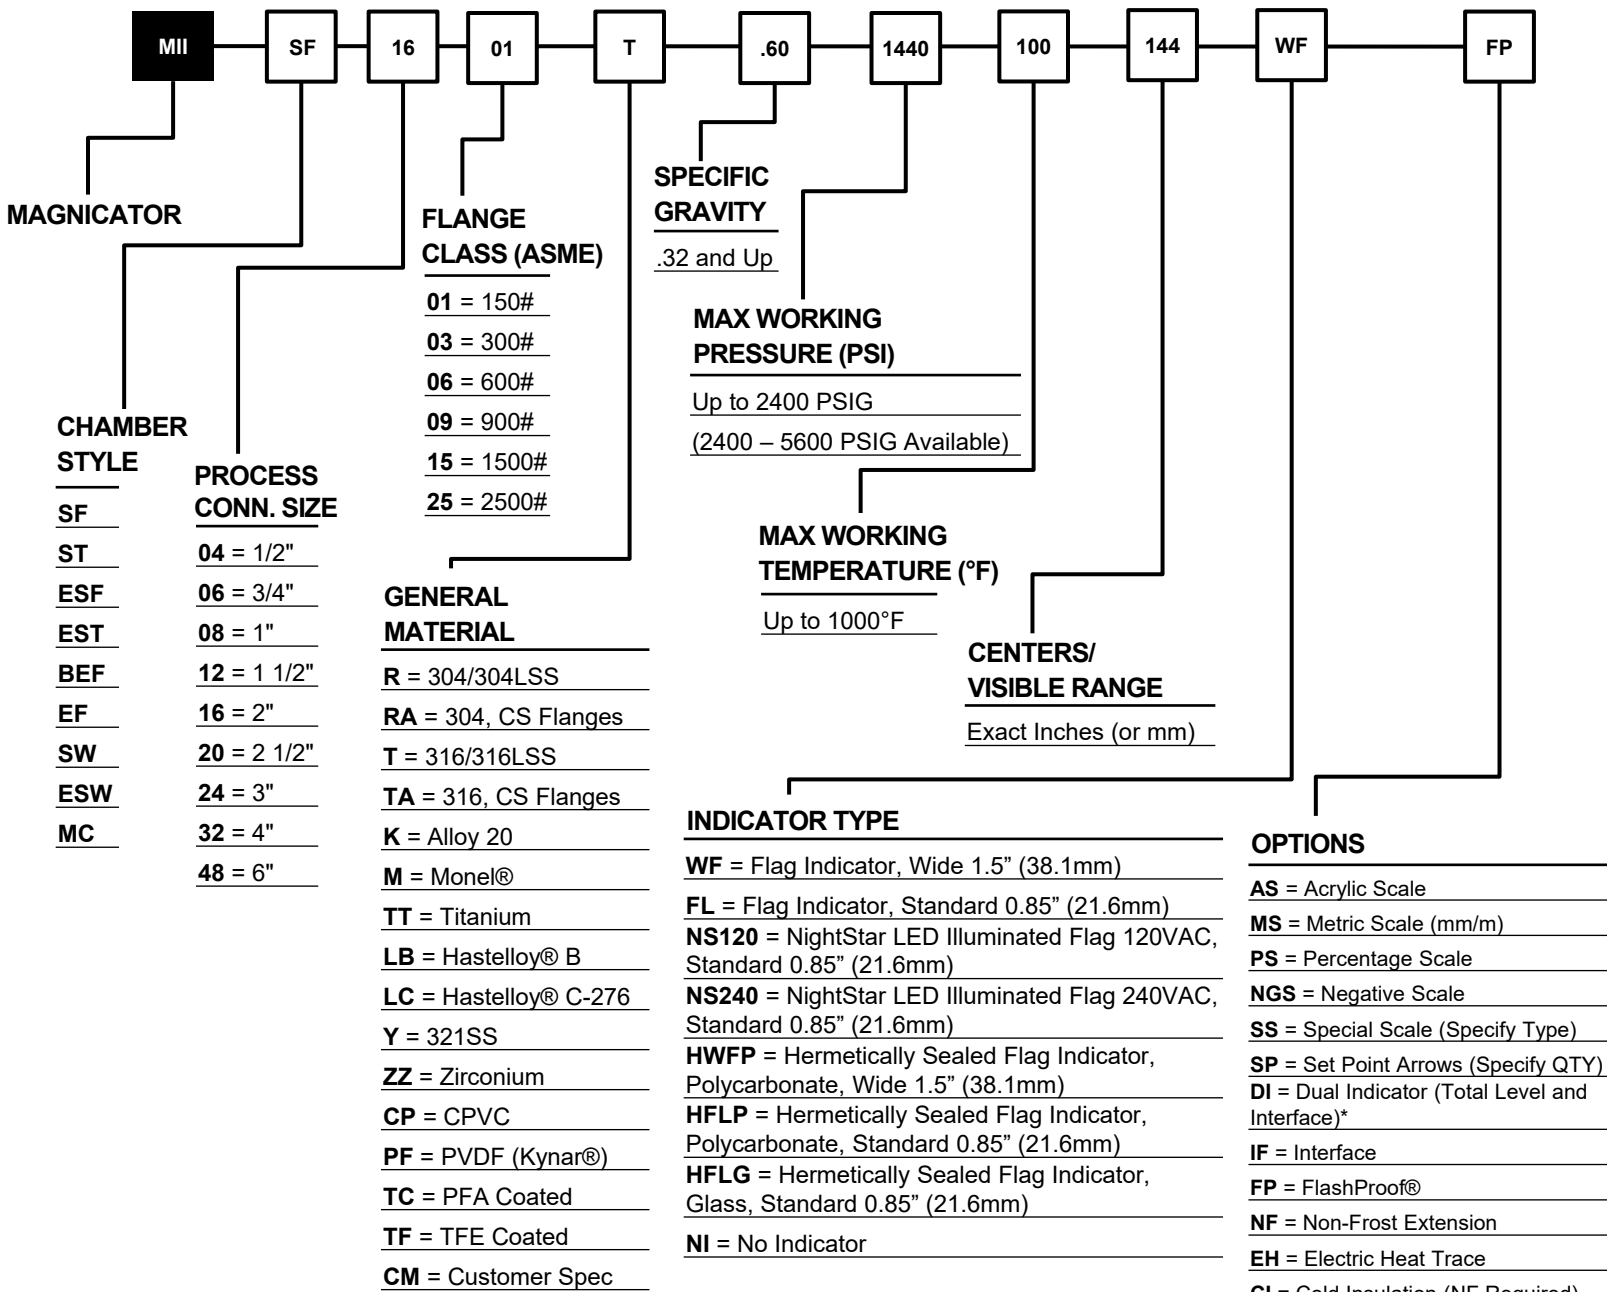 MII
SF
16
01
T
.60
1440
100
144
WF
FP
MAGNICATOR
CHAMBER
STYLE
SF
ST
ESF
EST
BEF
EF
SW
ESW
MC
PROCESS
CONN. SIZE
04 = 1/2"
06 = 3/4"
08 = 1"
12 = 1 1/2"
16 = 2"
20 = 2 1/2"
24 = 3"
32 = 4"
48 = 6"
FLANGE
CLASS (ASME)
01 = 150#
03 = 300#
06 = 600#
09 = 900#
15 = 1500#
25 = 2500#
GENERAL
MATERIAL
R = 304/304LSS
RA = 304, CS Flanges
T = 316/316LSS
TA = 316, CS Flanges
K = Alloy 20
M = Monel®
TT = Titanium
LB = Hastelloy® B
LC = Hastelloy® C-276
Y = 321SS
ZZ = Zirconium
CP = CPVC
PF = PVDF (Kynar®)
TC = PFA Coated
TF = TFE Coated
CM = Customer Spec
SPECIFIC
GRAVITY
.32 and Up
MAX WORKING
PRESSURE (PSI)
Up to 2400 PSIG
(2400 – 5600 PSIG Available)
MAX WORKING
TEMPERATURE (°F)
Up to 1000°F
CENTERS/
VISIBLE RANGE
Exact Inches (or mm)
INDICATOR TYPE
WF = Flag Indicator, Wide 1.5” (38.1mm)
FL = Flag Indicator, Standard 0.85” (21.6mm)
NS120 = NightStar LED Illuminated Flag 120VAC,
Standard 0.85” (21.6mm)
NS240 = NightStar LED Illuminated Flag 240VAC,
Standard 0.85” (21.6mm)
HWFP = Hermetically Sealed Flag Indicator,
Polycarbonate, Wide 1.5” (38.1mm)
HFLP = Hermetically Sealed Flag Indicator,
Polycarbonate, Standard 0.85” (21.6mm)
HFLG = Hermetically Sealed Flag Indicator,
Glass, Standard 0.85” (21.6mm)
NI = No Indicator
OPTIONS
AS = Acrylic Scale
MS = Metric Scale (mm/m)
PS = Percentage Scale
NGS = Negative Scale
SS = Special Scale (Specify Type)
SP = Set Point Arrows (Specify QTY)
DI = Dual Indicator (Total Level and
Interface)*
IF = Interface
FP = FlashProof®
NF = Non-Frost Extension
EH = Electric Heat Trace
CI = Cold Insulation (NF Required)